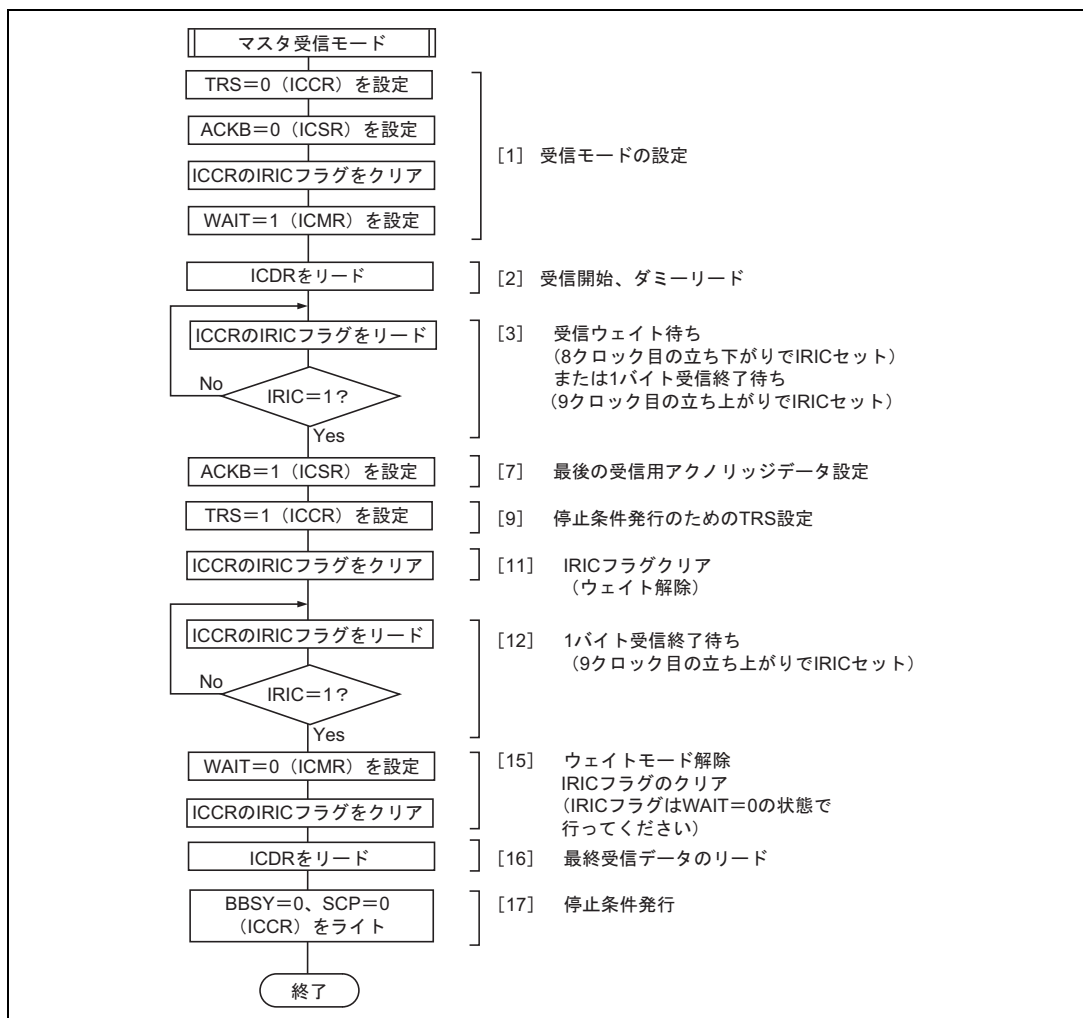 マスタ受信モード
TRS＝0（ICCR）を設定
ACKB＝0（ICSR）を設定
ICCRのIRICフラグをクリア
WAIT＝1（ICMR）を設定
［1］ 受信モードの設定
ICDRをリード
［2］ 受信開始、ダミーリード
ICCRのIRICフラグをリード
No
IRIC＝1？
Yes
［3］ 受信ウェイト待ち
（8クロック目の立ち下がりでIRICセット）
または1バイト受信終了待ち
（9クロック目の立ち上がりでIRICセット）
ACKB＝1（ICSR）を設定
［7］ 最後の受信用アクノリッジデータ設定
TRS＝1（ICCR）を設定
［9］ 停止条件発行のためのTRS設定
ICCRのIRICフラグをクリア
［11］ IRICフラグクリア
（ウェイト解除）
ICCRのIRICフラグをリード
No
IRIC＝1？
Yes
［12］ 1バイト受信終了待ち
（9クロック目の立ち上がりでIRICセット）
WAIT＝0（ICMR）を設定
ICCRのIRICフラグをクリア
［15］ ウェイトモード解除
IRICフラグのクリア
（IRICフラグはWAIT＝0の状態で
行ってください）
ICDRをリード
［16］ 最終受信データのリード
BBSY＝0、SCP＝0
（ICCR）をライト
［17］ 停止条件発行
終了